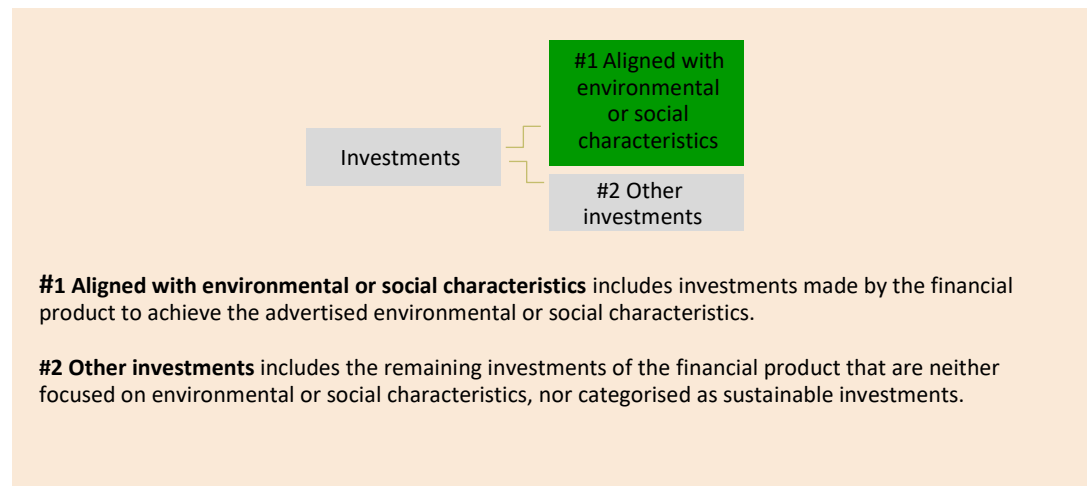 #1 Aligned with
environmental
or social
characteristics
Investments
#2 Other
investments
#1 Aligned with environmental or social characteristics includes investments made by the financial
product to achieve the advertised environmental or social characteristics.
#2 Other investments includes the remaining investments of the financial product that are neither
focused on environmental or social characteristics, nor categorised as sustainable investments.